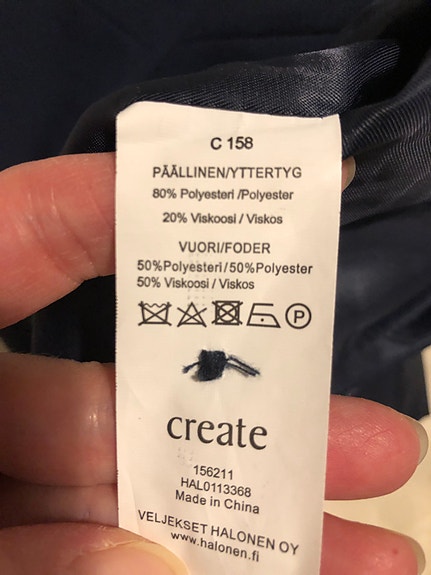 C 158
PÄÄLLINEN/YTTERTYG
80% Polyesteri /Polyester
20% Viskoosi / Viskos
VUORI/FODER
50%Polyesteri/50%Polyester
50% Viskoosi / Viskos
P
create
156211
HAL0113368
Made in China
VELJEKSET HALONEN OY
www.halonen.fi